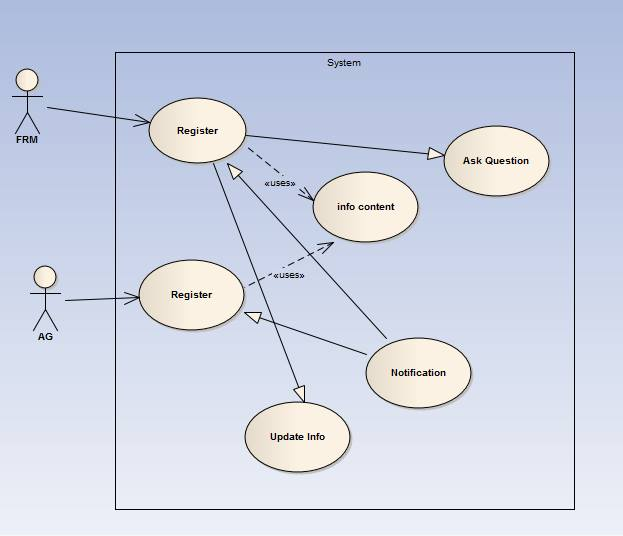 System
FRM
Register
Ask Question
«uses»
info content
AG
Register
«uses»
Notification
Update Info